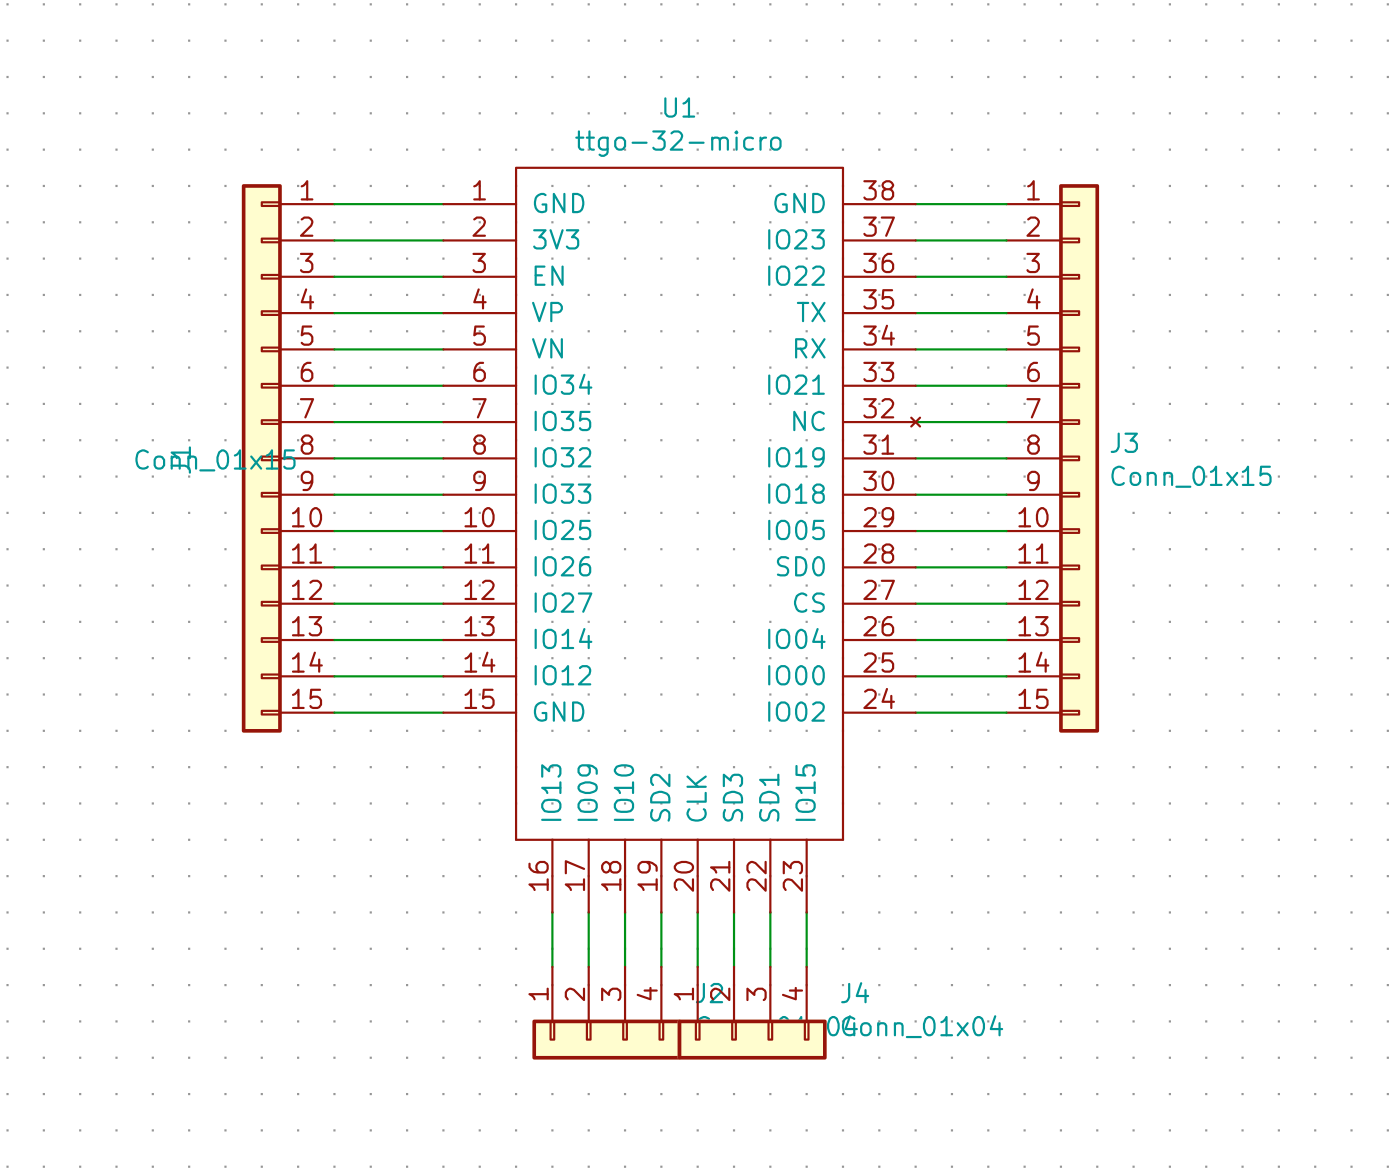 U1
ttgo-32-micro
1 1 GND GND 38 1
2 2 3V3 IO23 37 2
3 3 EN IO22 36 3
4 4 VP TX 35 4
5 5 VN RX 34 5
6 6 IO34 IO21 33 6
7 7 IO35 NC 32 7
8 8 IO32 IO19 31 8
J1
Conn_01x15
J3
Conn_01x15
9 9 IO33 IO18 30 9
10 10 IO25 IO05 29 10
11 11 IO26 SD0 28 11
12 12 IO27 CS 27 12
13 13 IO14 IO04 26 13
14 14 IO12 IO00 25 14
15 15 GND IO02 24 15
IO13 IO09 IO10 SD2 CLK SD3 SD1 IO15
16 17 18 19 20 21 22 23
1 2 3 4 1 2 3 4
J2
J4
Conn_01x04